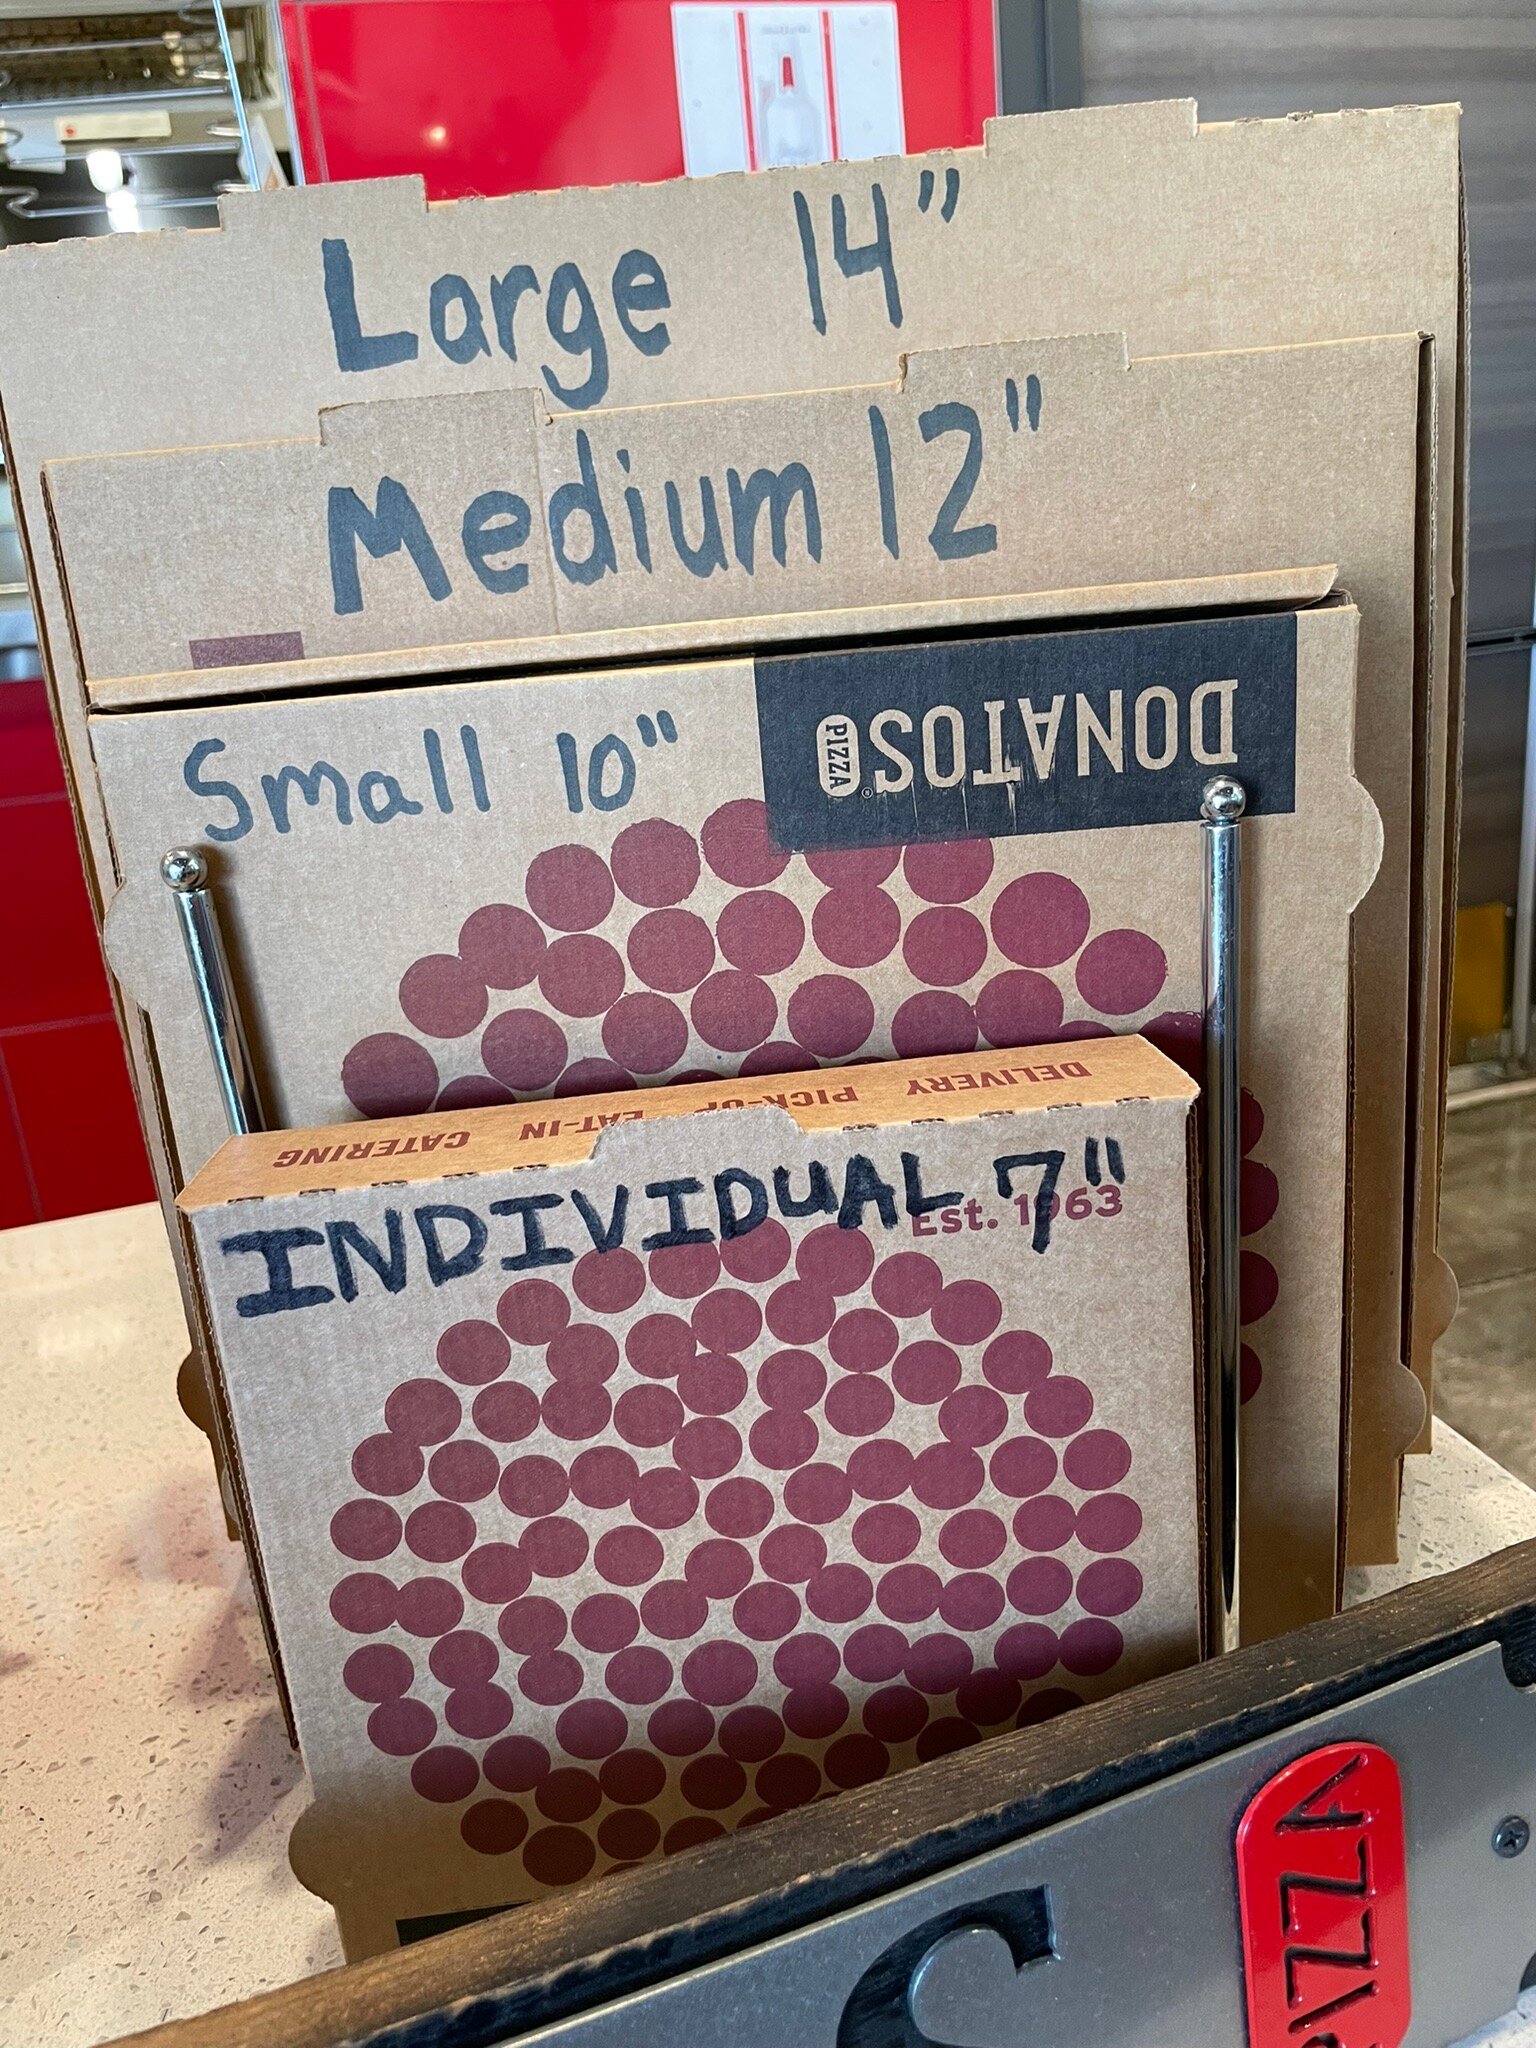 Large 14"
Medium 12"
Small 10"
DONATOS
PIZZA
DELIVERY PICK-UP EAT-IN CATERING
INDIVIDUAL 7"
Est. 1963
S
PIZZA